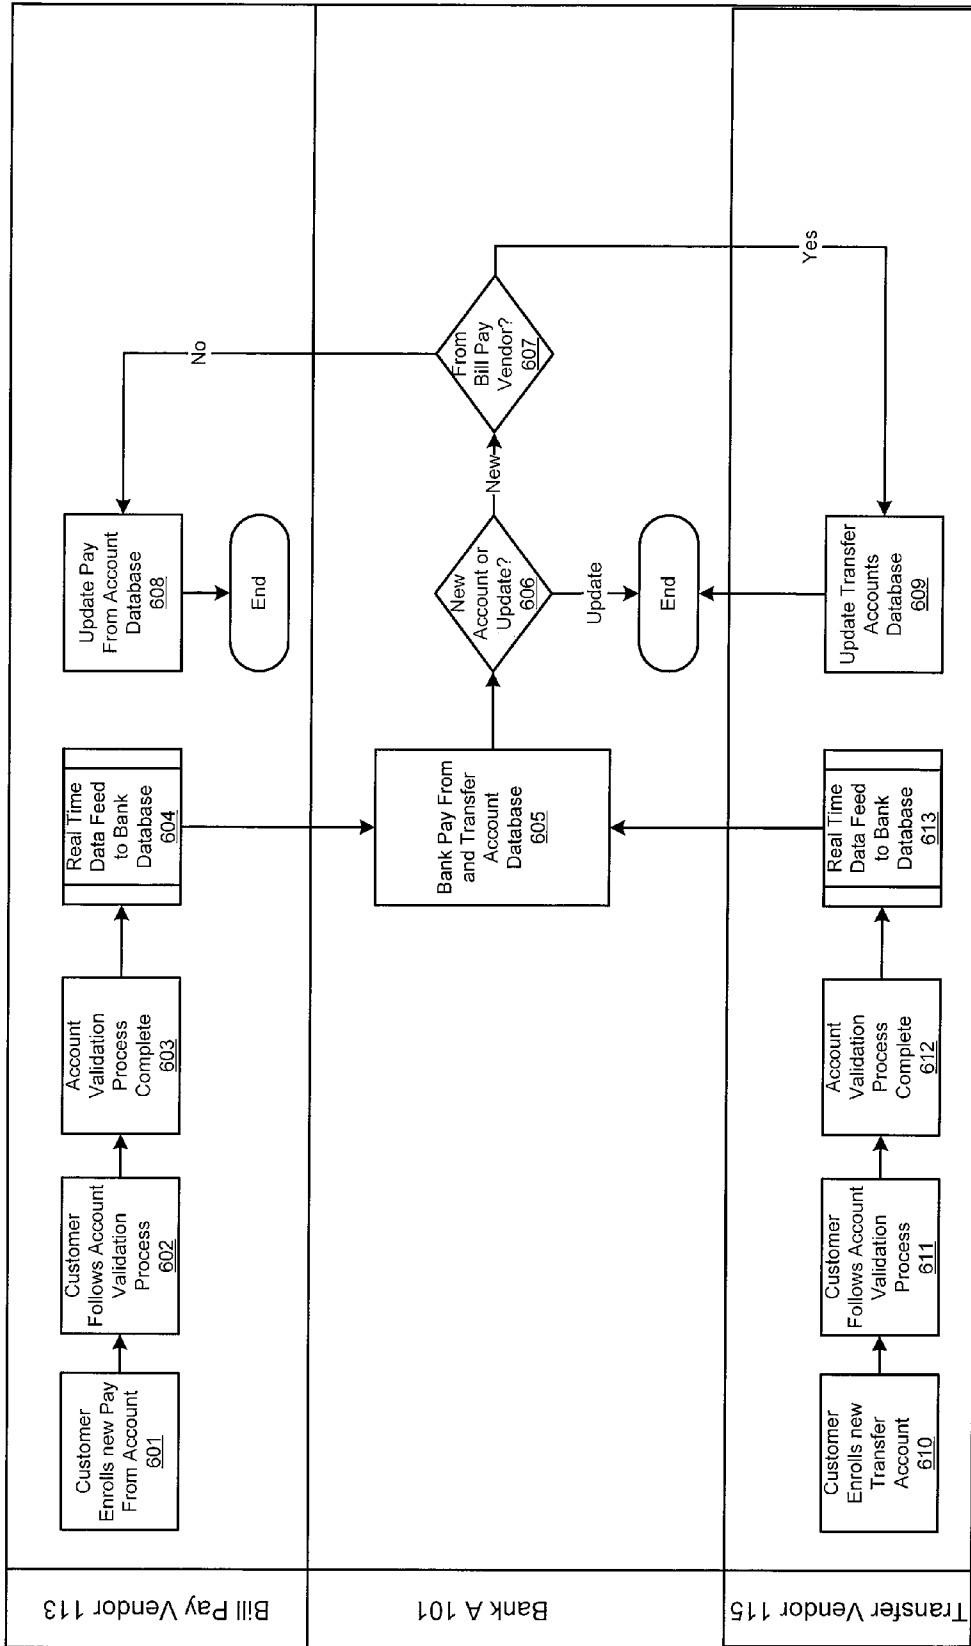 Bill Pay Vendor 113
Customer
Enrolls new Pay
From Account
601
Customer
Follows Account
Validation
Process
602
Account
Validation
Process
Complete
603
Real Time
Data Feed
to Bank
Database
604
Update Pay
From Account
Database
608
End
No
Bank A 101
Bank Pay From
and Transfer
Account
Database
605
New
Account or
Update?
606
New
Update
End
From
Bill Pay
Vendor?
607
Yes
Transfer Vendor 115
Customer
Enrolls new
Transfer
Account
610
Customer
Follows Account
Validation
Process
611
Account
Validation
Process
Complete
612
Real Time
Data Feed
to Bank
Database
613
Update Transfer
Accounts
Database
609